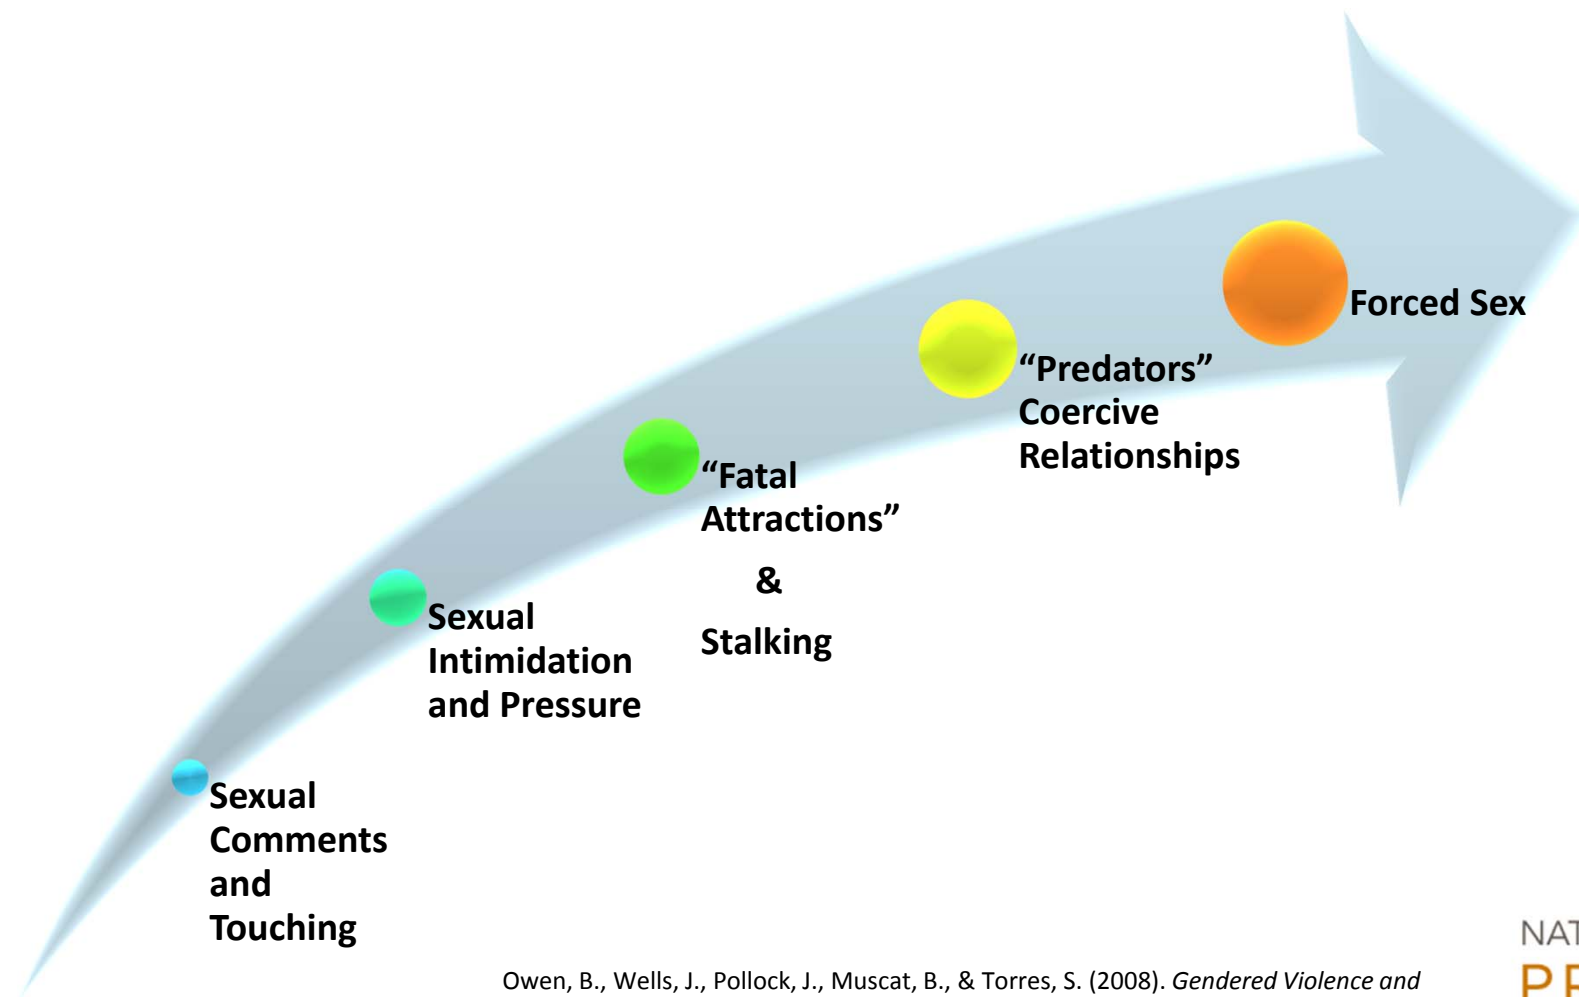 Forced Sex
“Predators”
Coercive
Relationships
“Fatal
Attractions”
&
Stalking
Sexual
Intimidation
and Pressure
Sexual
Comments
and
Touching
Owen, B., Wells, J., Pollock, J., Muscat, B., & Torres, S. (2008). Gendered Violence and